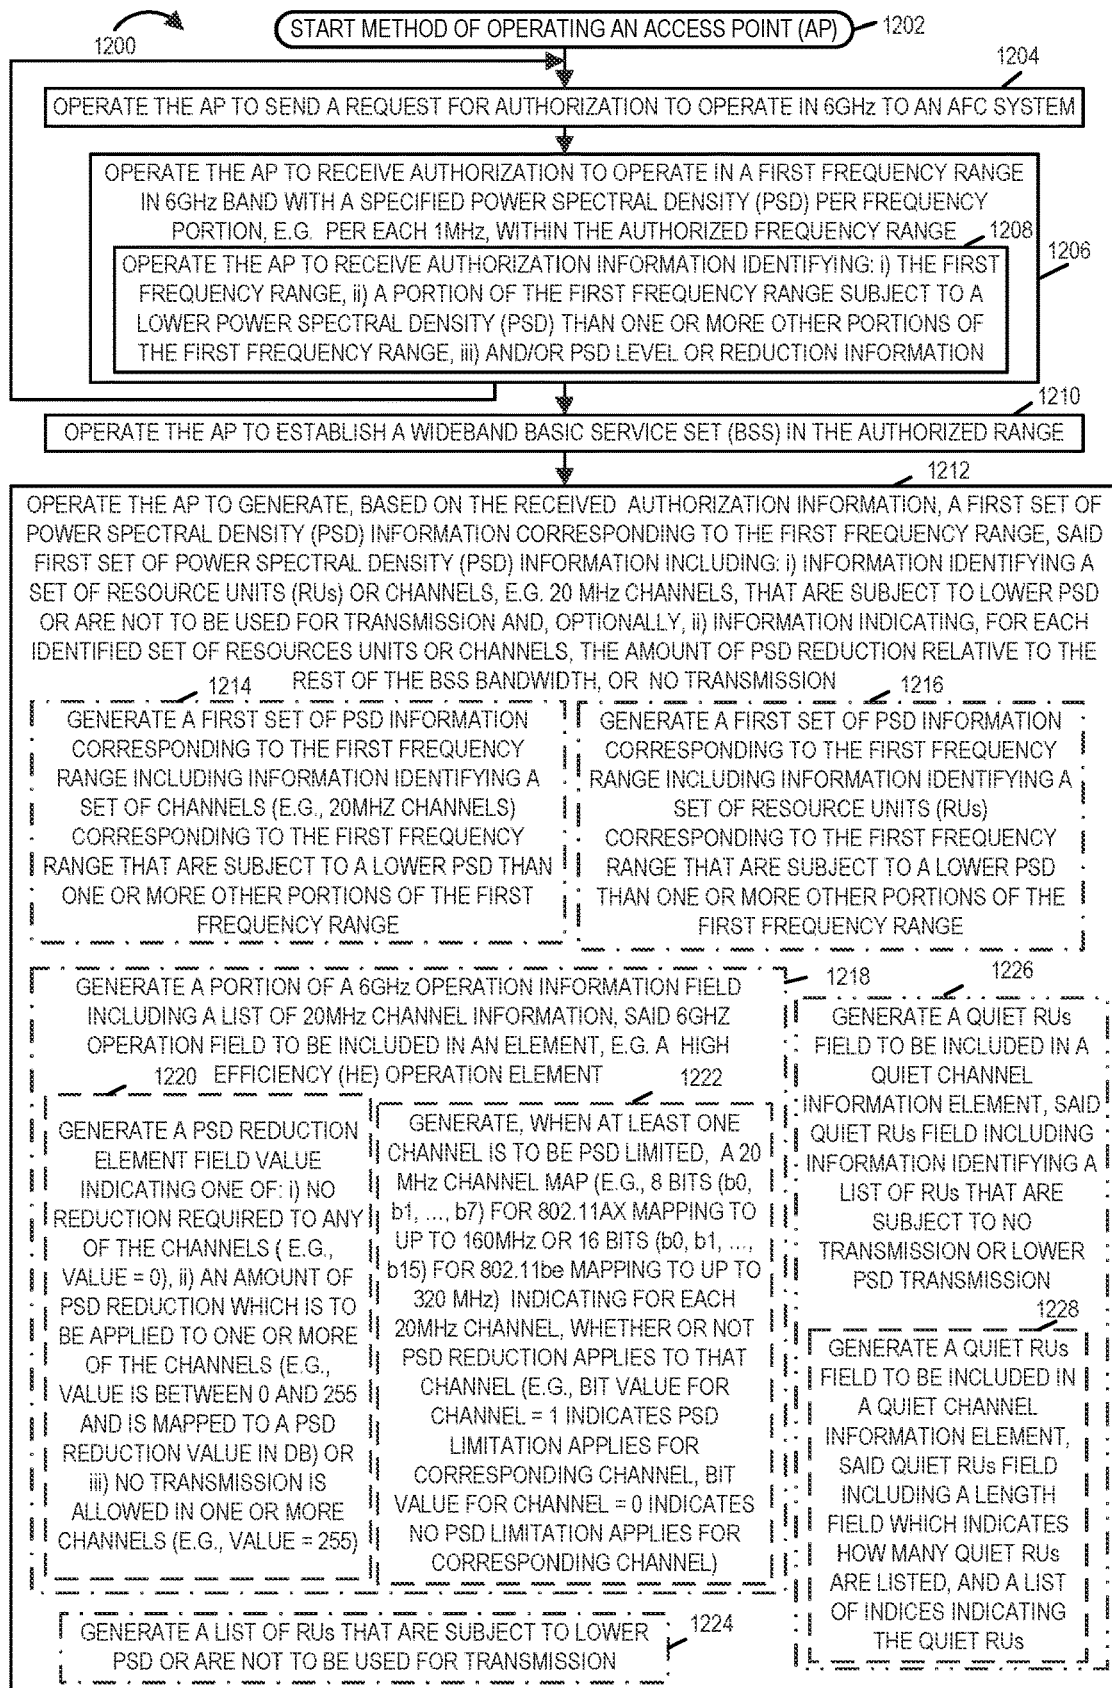 1200
START METHOD OF OPERATING AN ACCESS POINT (AP)
1202
1204
OPERATE THE AP TO SEND A REQUEST FOR AUTHORIZATION TO OPERATE IN 6GHz TO AN AFC SYSTEM
OPERATE THE AP TO RECEIVE AUTHORIZATION TO OPERATE IN A FIRST FREQUENCY RANGE
IN 6GHz BAND WITH A SPECIFIED POWER SPECTRAL DENSITY (PSD) PER FREQUENCY
PORTION, E.G. PER EACH 1MHz, WITHIN THE AUTHORIZED FREQUENCY RANGE
1208
1206
OPERATE THE AP TO RECEIVE AUTHORIZATION INFORMATION IDENTIFYING: i) THE FIRST
FREQUENCY RANGE, ii) A PORTION OF THE FIRST FREQUENCY RANGE SUBJECT TO A
LOWER POWER SPECTRAL DENSITY (PSD) THAN ONE OR MORE OTHER PORTIONS OF
THE FIRST FREQUENCY RANGE, iii) AND/OR PSD LEVEL OR REDUCTION INFORMATION
1210
OPERATE THE AP TO ESTABLISH A WIDEBAND BASIC SERVICE SET (BSS) IN THE AUTHORIZED RANGE
1212
OPERATE THE AP TO GENERATE, BASED ON THE RECEIVED AUTHORIZATION INFORMATION, A FIRST SET OF
POWER SPECTRAL DENSITY (PSD) INFORMATION CORRESPONDING TO THE FIRST FREQUENCY RANGE, SAID
FIRST SET OF POWER SPECTRAL DENSITY (PSD) INFORMATION INCLUDING: i) INFORMATION IDENTIFYING A
SET OF RESOURCE UNITS (RUs) OR CHANNELS, E.G. 20 MHz CHANNELS, THAT ARE SUBJECT TO LOWER PSD
OR ARE NOT TO BE USED FOR TRANSMISSION AND, OPTIONALLY, ii) INFORMATION INDICATING, FOR EACH
IDENTIFIED SET OF RESOURCES UNITS OR CHANNELS, THE AMOUNT OF PSD REDUCTION RELATIVE TO THE
REST OF THE BSS BANDWIDTH, OR NO TRANSMISSION
1214
GENERATE A FIRST SET OF PSD INFORMATION
CORRESPONDING TO THE FIRST FREQUENCY
RANGE INCLUDING INFORMATION IDENTIFYING A
SET OF CHANNELS (E.G., 20MHZ CHANNELS)
CORRESPONDING TO THE FIRST FREQUENCY
RANGE THAT ARE SUBJECT TO A LOWER PSD THAN
ONE OR MORE OTHER PORTIONS OF THE FIRST
FREQUENCY RANGE
1216
GENERATE A FIRST SET OF PSD INFORMATION
CORRESPONDING TO THE FIRST FREQUENCY
RANGE INCLUDING INFORMATION IDENTIFYING A
SET OF RESOURCE UNITS (RUs)
CORRESPONDING TO THE FIRST FREQUENCY
RANGE THAT ARE SUBJECT TO A LOWER PSD
THAN ONE OR MORE OTHER PORTIONS OF THE
FIRST FREQUENCY RANGE
1218
GENERATE A PORTION OF A 6GHz OPERATION INFORMATION FIELD
INCLUDING A LIST OF 20MHz CHANNEL INFORMATION, SAID 6GHZ
OPERATION FIELD TO BE INCLUDED IN AN ELEMENT, E.G. A HIGH
EFFICIENCY (HE) OPERATION ELEMENT
1220
GENERATE A PSD REDUCTION
ELEMENT FIELD VALUE
INDICATING ONE OF: i) NO
REDUCTION REQUIRED TO ANY
OF THE CHANNELS ( E.G.,
VALUE = 0), ii) AN AMOUNT OF
PSD REDUCTION WHICH IS TO
BE APPLIED TO ONE OR MORE
OF THE CHANNELS (E.G.,
VALUE IS BETWEEN 0 AND 255
AND IS MAPPED TO A PSD
REDUCTION VALUE IN DB) OR
iii) NO TRANSMISSION IS
ALLOWED IN ONE OR MORE
CHANNELS (E.G., VALUE = 255)
1222
GENERATE, WHEN AT LEAST ONE
CHANNEL IS TO BE PSD LIMITED, A 20
MHz CHANNEL MAP (E.G., 8 BITS (b0,
b1, ..., b7) FOR 802.11AX MAPPING TO
UP TO 160MHz OR 16 BITS (b0, b1, ...,
b15) FOR 802.11be MAPPING TO UP TO
320 MHz) INDICATING FOR EACH
20MHz CHANNEL, WHETHER OR NOT
PSD REDUCTION APPLIES TO THAT
CHANNEL (E.G., BIT VALUE FOR
CHANNEL = 1 INDICATES PSD
LIMITATION APPLIES FOR
CORRESPONDING CHANNEL, BIT
VALUE FOR CHANNEL = 0 INDICATES
NO PSD LIMITATION APPLIES FOR
CORRESPONDING CHANNEL)
1226
GENERATE A QUIET RUs
FIELD TO BE INCLUDED IN A
QUIET CHANNEL
INFORMATION ELEMENT, SAID
QUIET RUs FIELD INCLUDING
INFORMATION IDENTIFYING A
LIST OF RUs THAT ARE
SUBJECT TO NO
TRANSMISSION OR LOWER
PSD TRANSMISSION
1228
GENERATE A QUIET RUs
FIELD TO BE INCLUDED IN
A QUIET CHANNEL
INFORMATION ELEMENT,
SAID QUIET RUs FIELD
INCLUDING A LENGTH
FIELD WHICH INDICATES
HOW MANY QUIET RUs
ARE LISTED, AND A LIST
OF INDICES INDICATING
THE QUIET RUs
GENERATE A LIST OF RUs THAT ARE SUBJECT TO LOWER
PSD OR ARE NOT TO BE USED FOR TRANSMISSION
1224